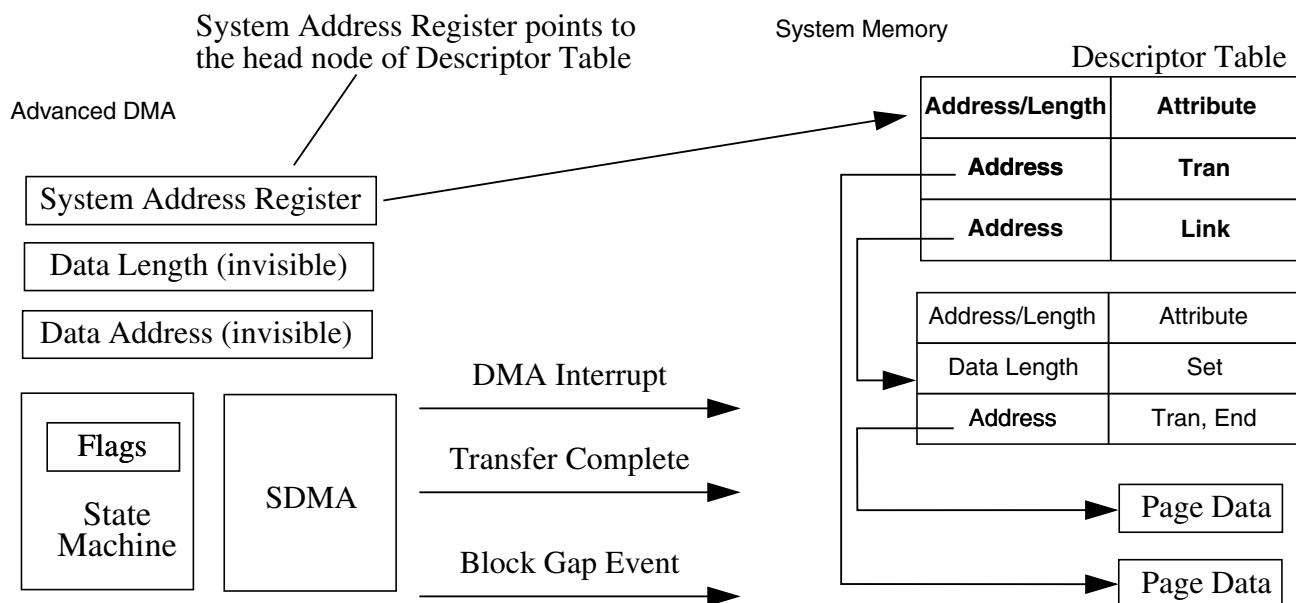 System Address Register points to
the head node of Descriptor Table
System Memory
Descriptor Table
Advanced DMA
Address/Length Attribute
Address Tran
Address Link
System Address Register
Data Length (invisible)
Data Address (invisible)
Address/Length Attribute
Data Length Set
Address Tran, End
DMA Interrupt
Flags
State
Machine
SDMA
Transfer Complete
Block Gap Event
Page Data
Page Data